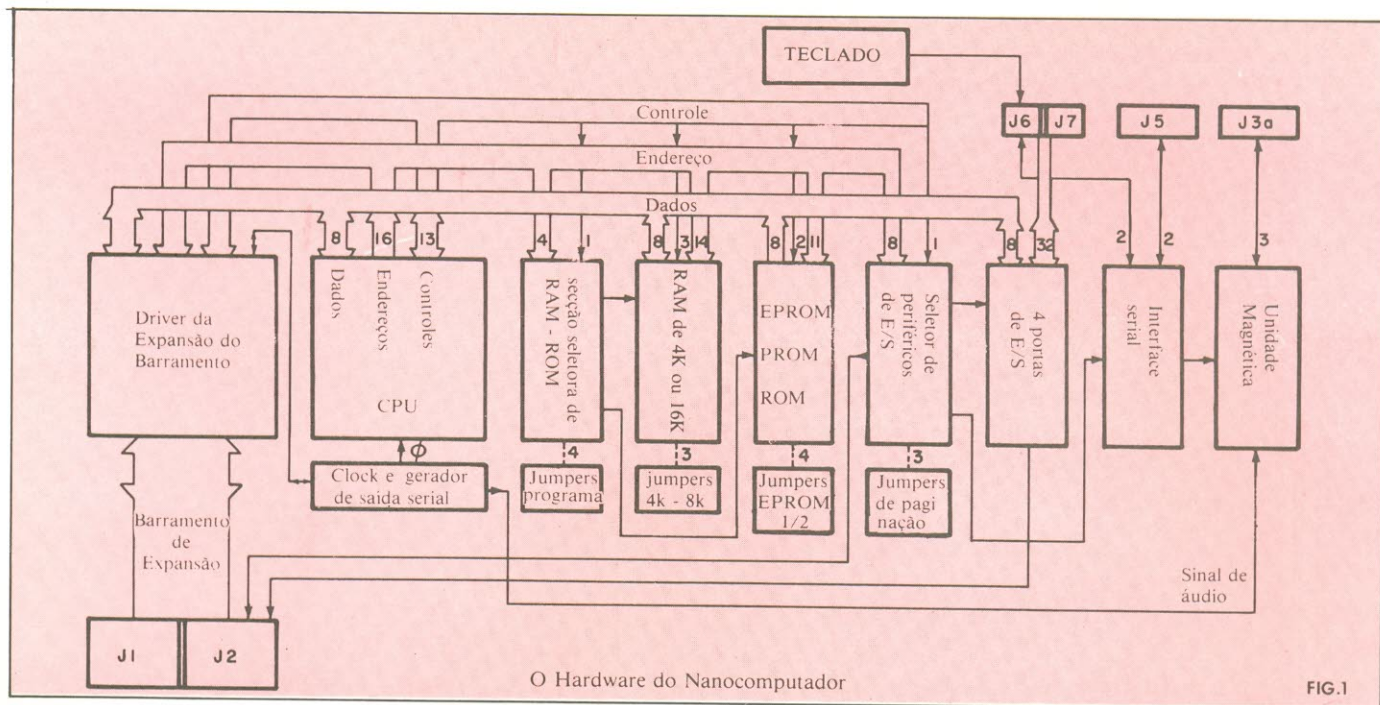 TECLADO
J6
J7
J5
J3a
Controle
Endereço
Dados
8
16
13
4
1
8
3
14
8
2
11
8
1
8
32
2
2
3
Driver da
Expansão do
Barramento
Dados
Endereços
Controles
CPU
secção seletora de
RAM - ROM
RAM de 4K ou 16K
EPROM
PROM
ROM
Seletor de
periféricos
de E/S
4 portas
de E/S
Interface
serial
Unidade
Magnética
ϕ
4
3
4
3
Clock e gerador
de saída serial
Jumpers
programa
jumpers
4k - 8k
Jumpers
EPROM
1/2
Jumpers
de pagi
nação
Barramento
de
Expansão
Sinal de
áudio
J1
J2
O Hardware do Nanocomputador
FIG.1